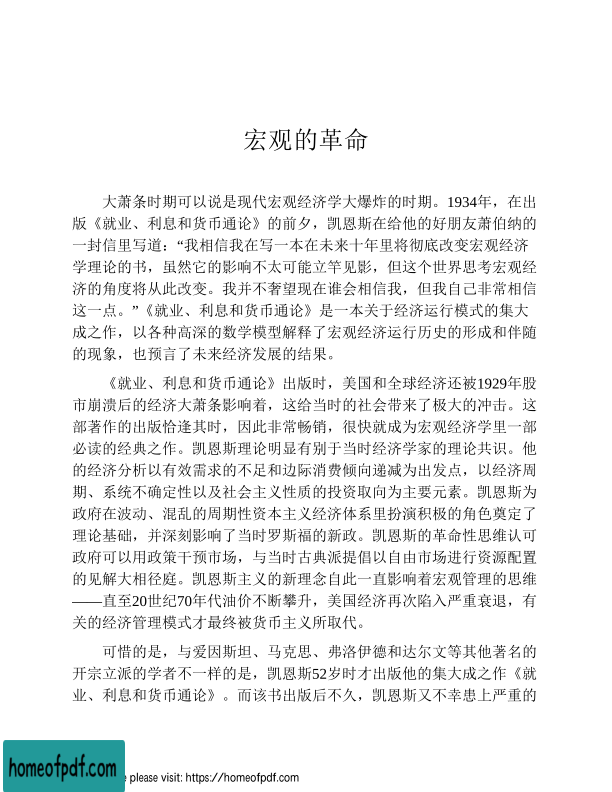 宏观的革命
大萧条时期可以说是现代宏观经济学大爆炸的时期。1934年，在出
版《就业、利息和货币通论》的前夕，凯恩斯在给他的好朋友萧伯纳的
一封信里写道：“我相信我在写一本在未来十年里将彻底改变宏观经济
学理论的书，虽然它的影响不太可能立竿见影，但这个世界思考宏观经
济的角度将从此改变。我并不奢望现在谁会相信我，但我自己非常相信
这一点。”《就业、利息和货币通论》是一本关于经济运行模式的集大
成之作，以各种高深的数学模型解释了宏观经济运行历史的形成和伴随
的现象，也预言了未来经济发展的结果。
《就业、利息和货币通论》出版时，美国和全球经济还被1929年股
市崩溃后的经济大萧条影响着，这给当时的社会带来了极大的冲击。这
部著作的出版恰逢其时，因此非常畅销，很快就成为宏观经济学里一部
必读的经典之作。凯恩斯理论明显有别于当时经济学家的理论共识。他
的经济分析以有效需求的不足和边际消费倾向递减为出发点，以经济周
期、系统不确定性以及社会主义性质的投资取向为主要元素。凯恩斯为
政府在波动、混乱的周期性资本主义经济体系里扮演积极的角色奠定了
理论基础，并深刻影响了当时罗斯福的新政。凯恩斯的革命性思维认可
政府可以用政策干预市场，与当时古典派提倡以自由市场进行资源配置
的见解大相径庭。凯恩斯主义的新理念自此一直影响着宏观管理的思维
——直至20世纪70年代油价不断攀升，美国经济再次陷入严重衰退，有
关的经济管理模式才最终被货币主义所取代。
可惜的是，与爱因斯坦、马克思、弗洛伊德和达尔文等其他著名的
开宗立派的学者不一样的是，凯恩斯52岁时才出版他的集大成之作《就
业、利息和货币通论》。而该书出版后不久，凯恩斯又不幸患上严重的
homeofpdf.com
e please visit: https://homeofpdf.com